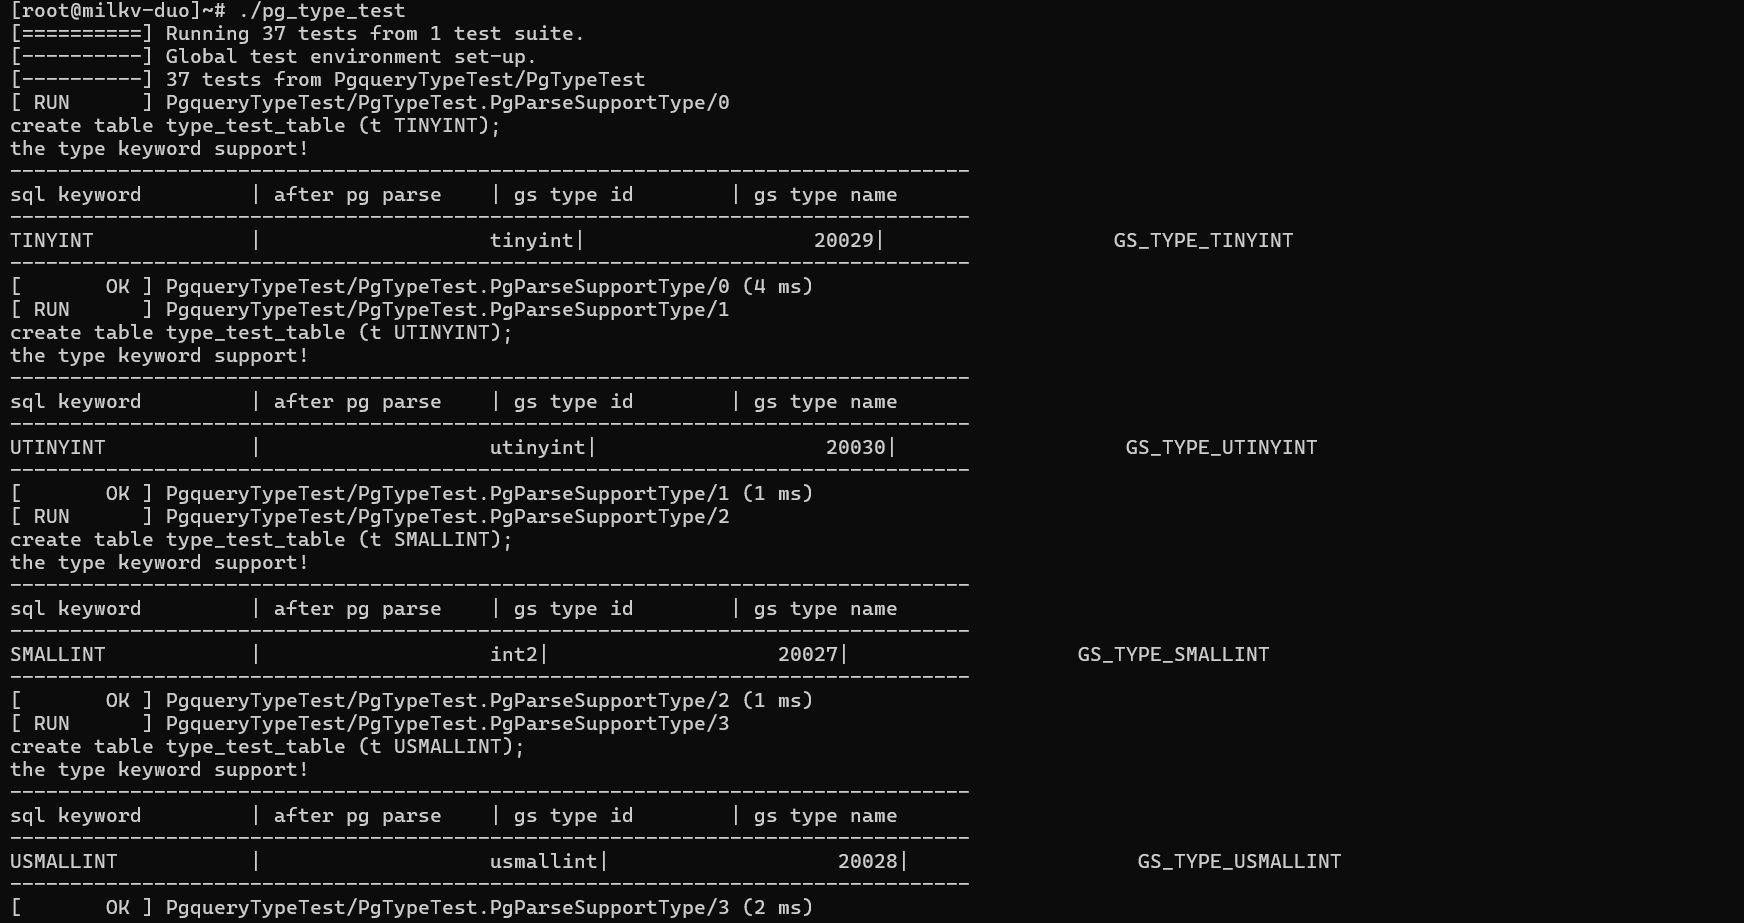 [root@milkv-duo]~# ./pg_type_test
[==========] Running 37 tests from 1 test suite.
[----------] Global test environment set-up.
[----------] 37 tests from PgqueryTypeTest/PgTypeTest
[ RUN      ] PgqueryTypeTest/PgTypeTest.PgParseSupportType/0
create table type_test_table (t TINYINT);
the type keyword support!
--------------------------------------------------------------------------------
sql keyword         | after pg parse    | gs type id        | gs type name
--------------------------------------------------------------------------------
TINYINT             |                   tinyint|                   20029|                   GS_TYPE_TINYINT
--------------------------------------------------------------------------------
[       OK ] PgqueryTypeTest/PgTypeTest.PgParseSupportType/0 (4 ms)
[ RUN      ] PgqueryTypeTest/PgTypeTest.PgParseSupportType/1
create table type_test_table (t UTINYINT);
the type keyword support!
--------------------------------------------------------------------------------
sql keyword         | after pg parse    | gs type id        | gs type name
--------------------------------------------------------------------------------
UTINYINT            |                   utinyint|                   20030|                   GS_TYPE_UTINYINT
--------------------------------------------------------------------------------
[       OK ] PgqueryTypeTest/PgTypeTest.PgParseSupportType/1 (1 ms)
[ RUN      ] PgqueryTypeTest/PgTypeTest.PgParseSupportType/2
create table type_test_table (t SMALLINT);
the type keyword support!
--------------------------------------------------------------------------------
sql keyword         | after pg parse    | gs type id        | gs type name
--------------------------------------------------------------------------------
SMALLINT            |                   int2|                   20027|                   GS_TYPE_SMALLINT
--------------------------------------------------------------------------------
[       OK ] PgqueryTypeTest/PgTypeTest.PgParseSupportType/2 (1 ms)
[ RUN      ] PgqueryTypeTest/PgTypeTest.PgParseSupportType/3
create table type_test_table (t USMALLINT);
the type keyword support!
--------------------------------------------------------------------------------
sql keyword         | after pg parse    | gs type id        | gs type name
--------------------------------------------------------------------------------
USMALLINT           |                   usmallint|                   20028|                   GS_TYPE_USMALLINT
--------------------------------------------------------------------------------
[       OK ] PgqueryTypeTest/PgTypeTest.PgParseSupportType/3 (2 ms)